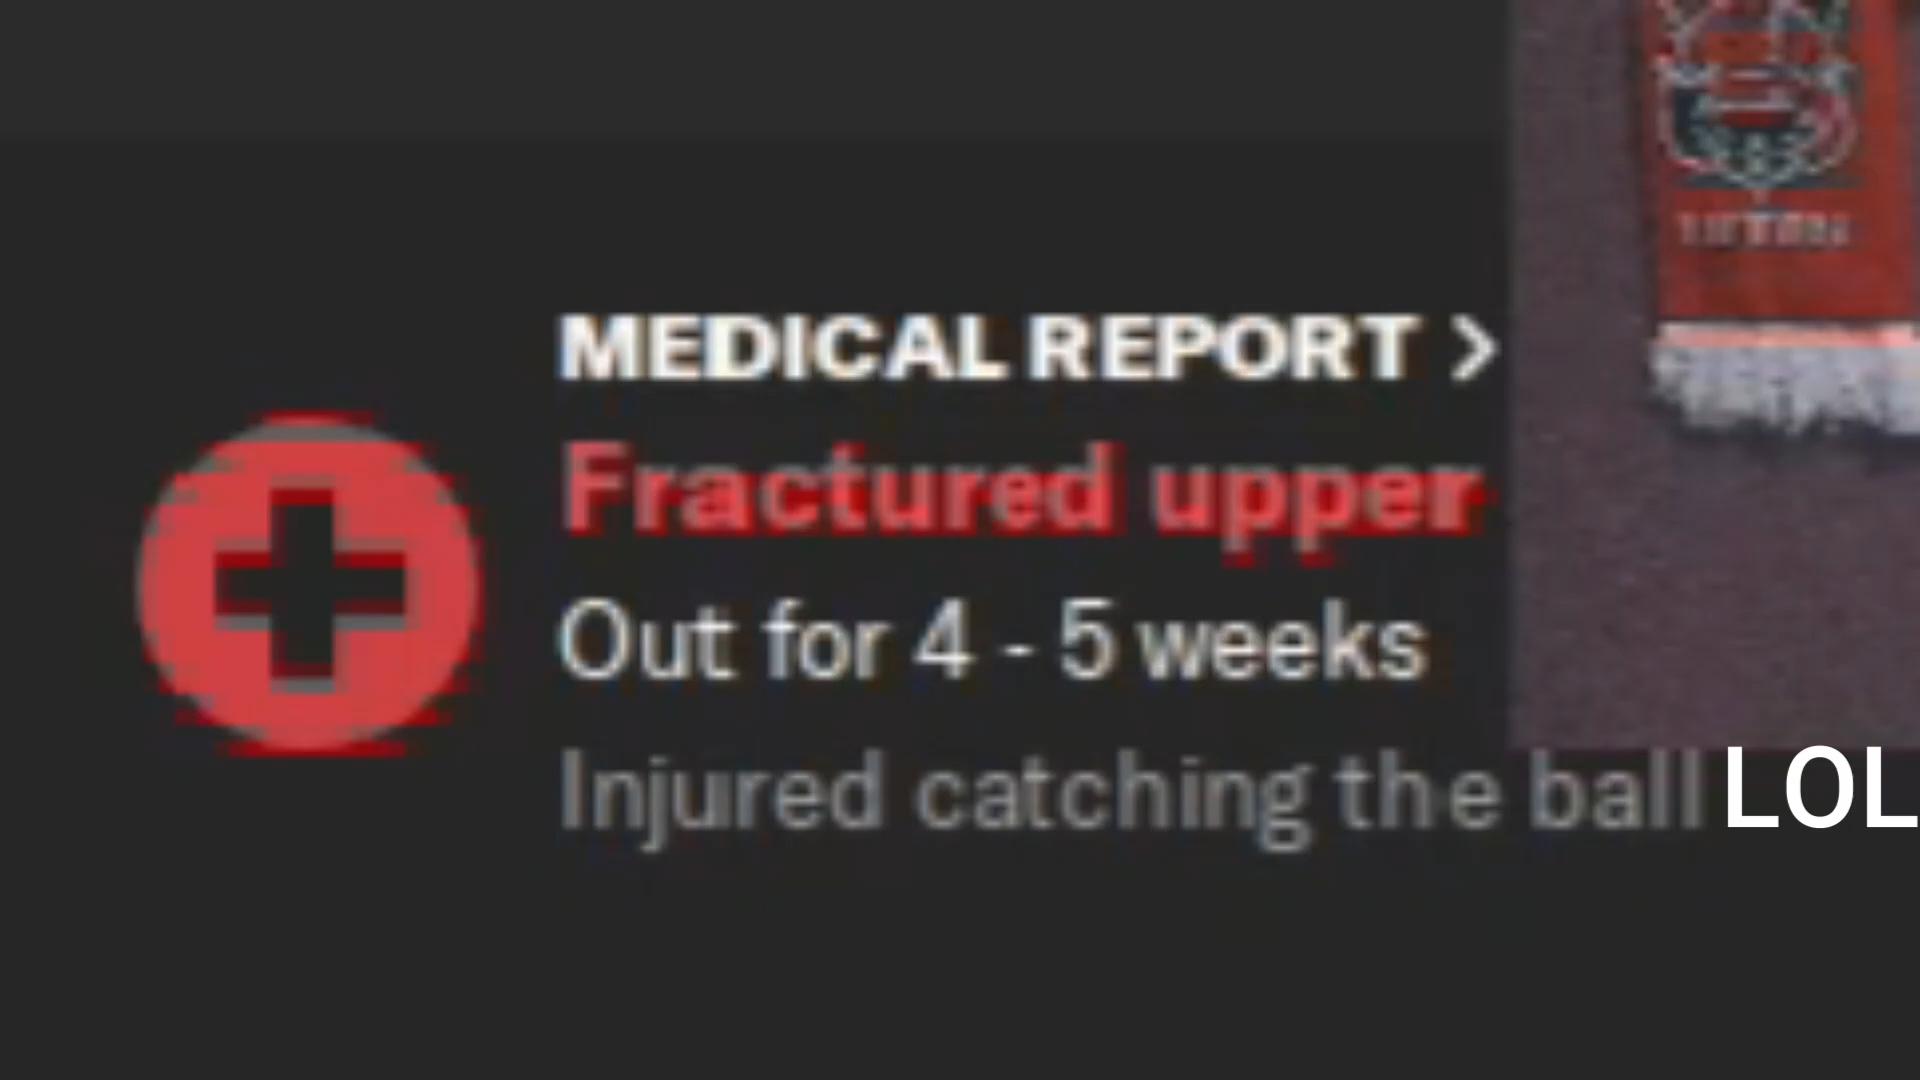 MEDICAL REPORT >
Fractured upper
Out for 4 - 5 weeks
Injured catching the ball LOL